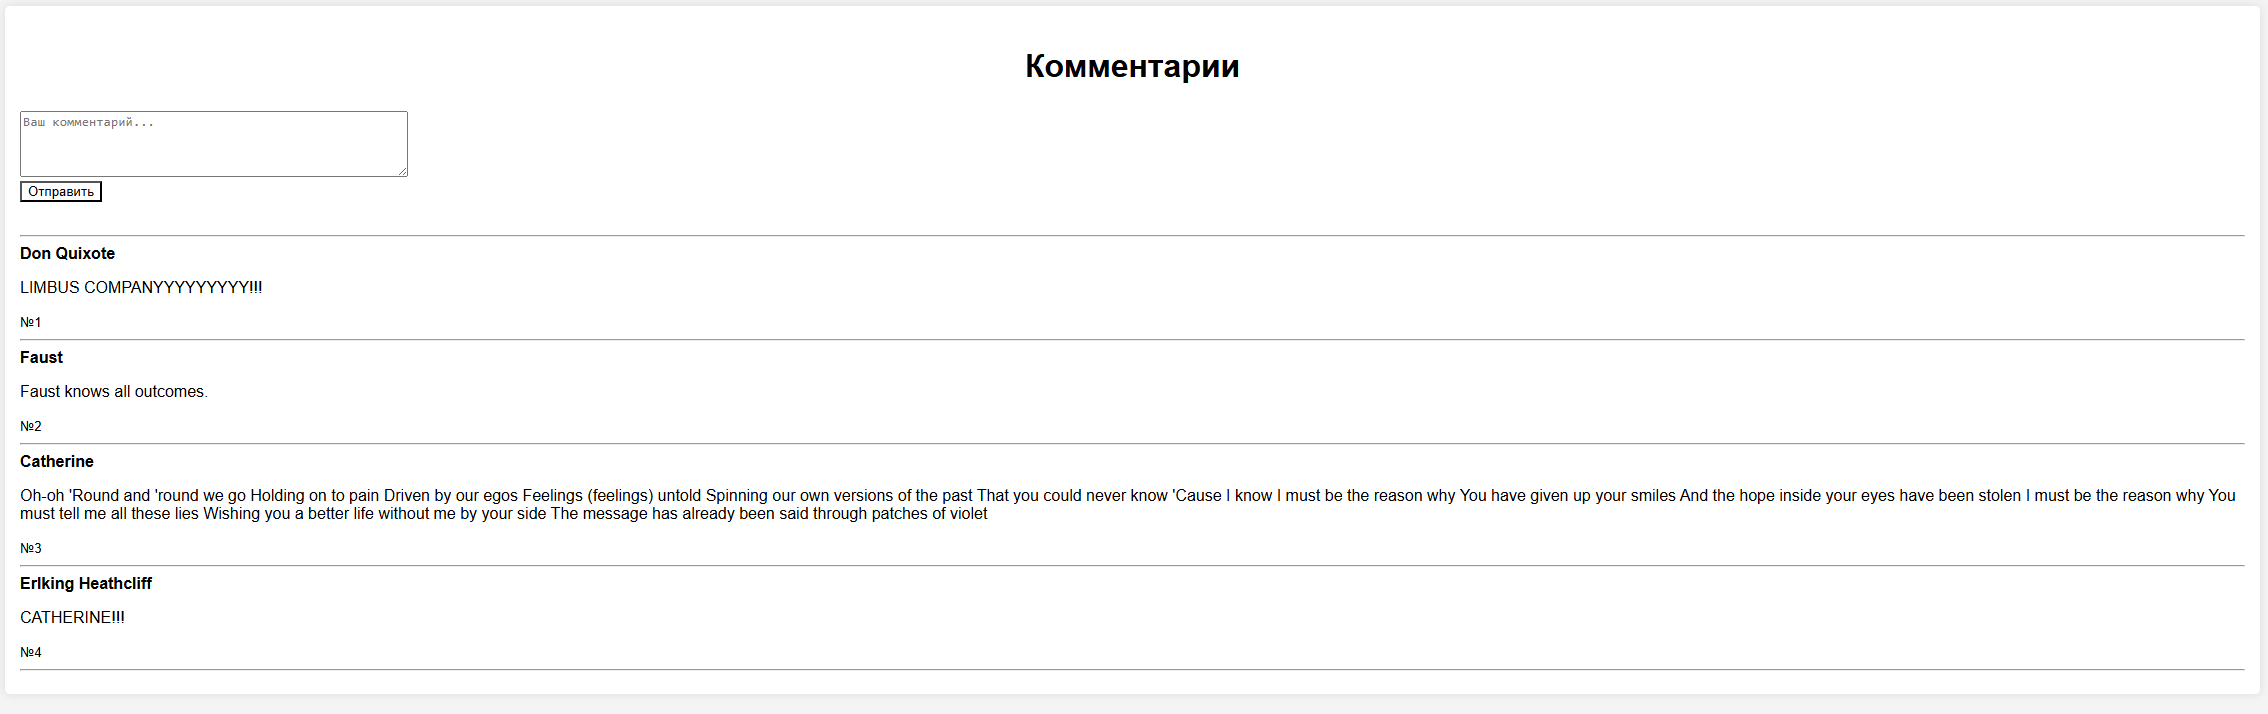 Комментарии
Ваш комментарий...
Отправить
Don Quixote
LIMBUS COMPANYYYYYYYYY!!!
№1
Faust
Faust knows all outcomes.
№2
Catherine
Oh-oh 'Round and 'round we go Holding on to pain Driven by our egos Feelings (feelings) untold Spinning our own versions of the past That you could never know 'Cause I know I must be the reason why You have given up your smiles And the hope inside your eyes have been stolen I must be the reason why You
must tell me all these lies Wishing you a better life without me by your side The message has already been said through patches of violet
№3
Erlking Heathcliff
CATHERINE!!!
№4